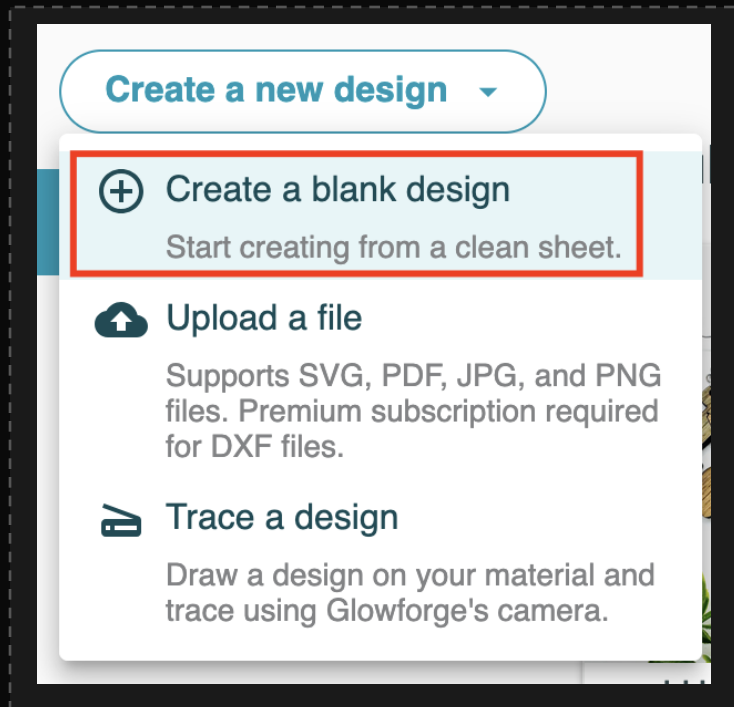 Create a new design
Create a blank design
Start creating from a clean sheet.
Upload a file
Supports SVG, PDF, JPG, and PNG
files. Premium subscription required
for DXF files.
Trace a design
Draw a design on your material and
trace using Glowforge's camera.